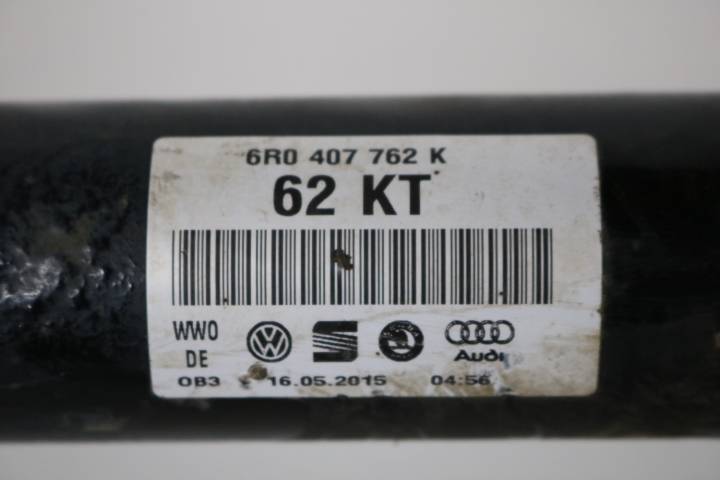 6R0 407 762 K
62 KT
WWO
DE
Audi
OB3 16.05.2015 04:56